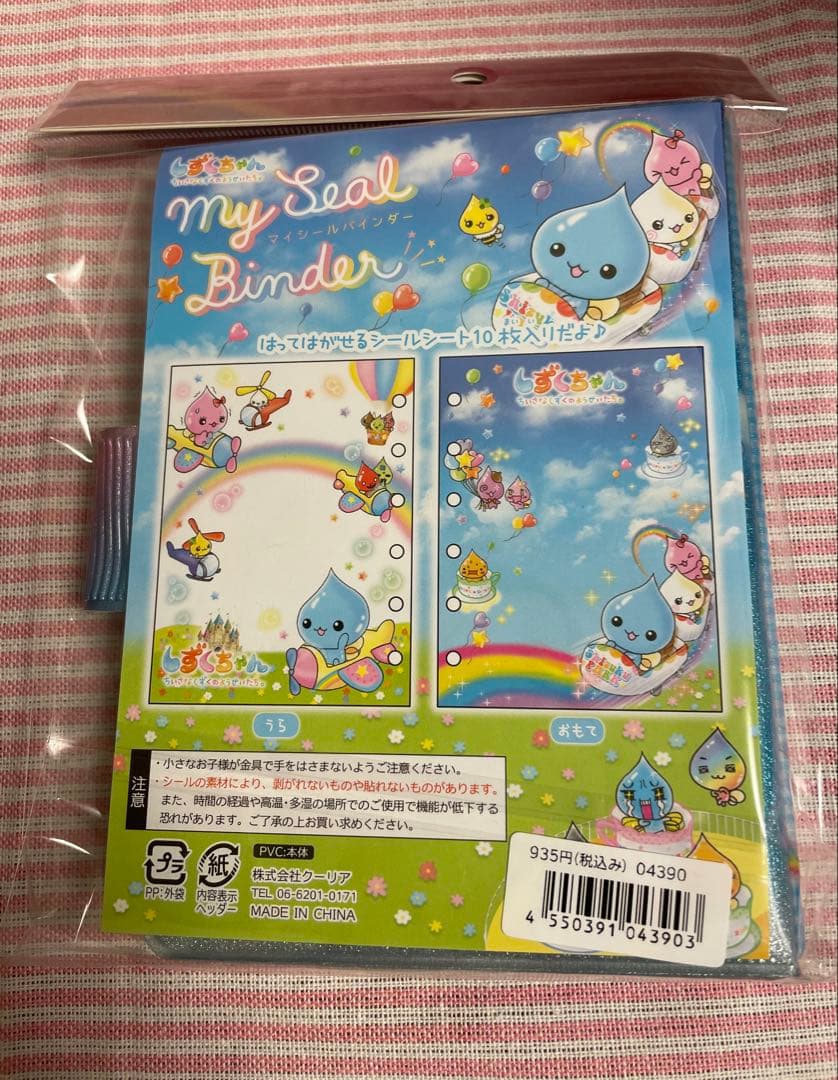 しずくちゃん
ちいさなしずくのようせいたち。
My Seal
マイシールバインダー
Binder
はってはがせるシールシート10枚入りだよ♪
しずくちゃん
ちいさなしずくのようせいたち。
しずくちゃん
ちいさなしずくのようせいたち。
うら
おもて
注意
・小さなお子様が金具で手をはさまないようご注意ください。
・シールの素材により、剥がれないものや貼れないものがあります。
また、時間の経過や高温・多湿の場所でのご使用で機能が低下する
恐れがあります。ご了承の上お買い求めください。
プラ
PP:外袋
紙
内容表示
ヘッダー
PVC:本体
株式会社クーリア
TEL 06-6201-0171
MADE IN CHINA
935円(税込み) 04390
4 550391 043903